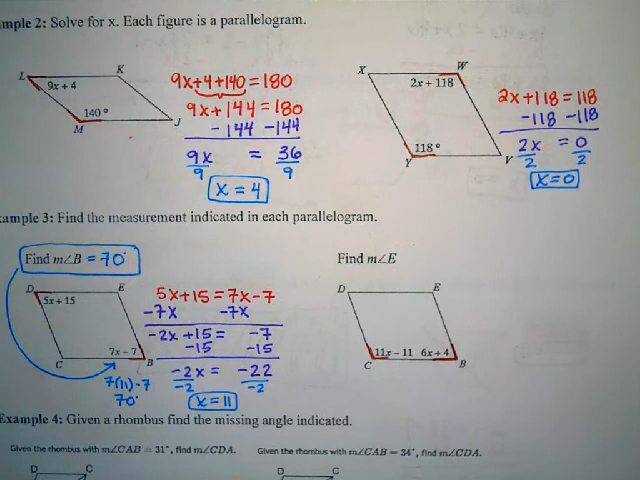 mple 2: Solve for x. Each figure is a parallelogram.
L K
9x + 4
140°
M J
9x+4+140=180
9x+144=180
-144 -144
9x = 36
9 9
x = 4
X W
2x + 118
118°
Y V
2x+118=118
-118 -118
2x = 0
2 2
x=0
ample 3: Find the measurement indicated in each parallelogram.
Find m∠B = 70°
D E
5x + 15
7x - 7
C B
7(11)-7
70°
5x+15=7x-7
-7x -7x
-2x +15= -7
-15 -15
-2x = -22
-2 -2
x=11
Find m∠E
D E
11x - 11 6x + 4
C B
Example 4: Given a rhombus find the missing angle indicated.
Given the rhombus with m∠CAB = 31°, find m∠CDA.
Given the rhombus with m∠CAB = 34°, find m∠CDA.
D C
D C